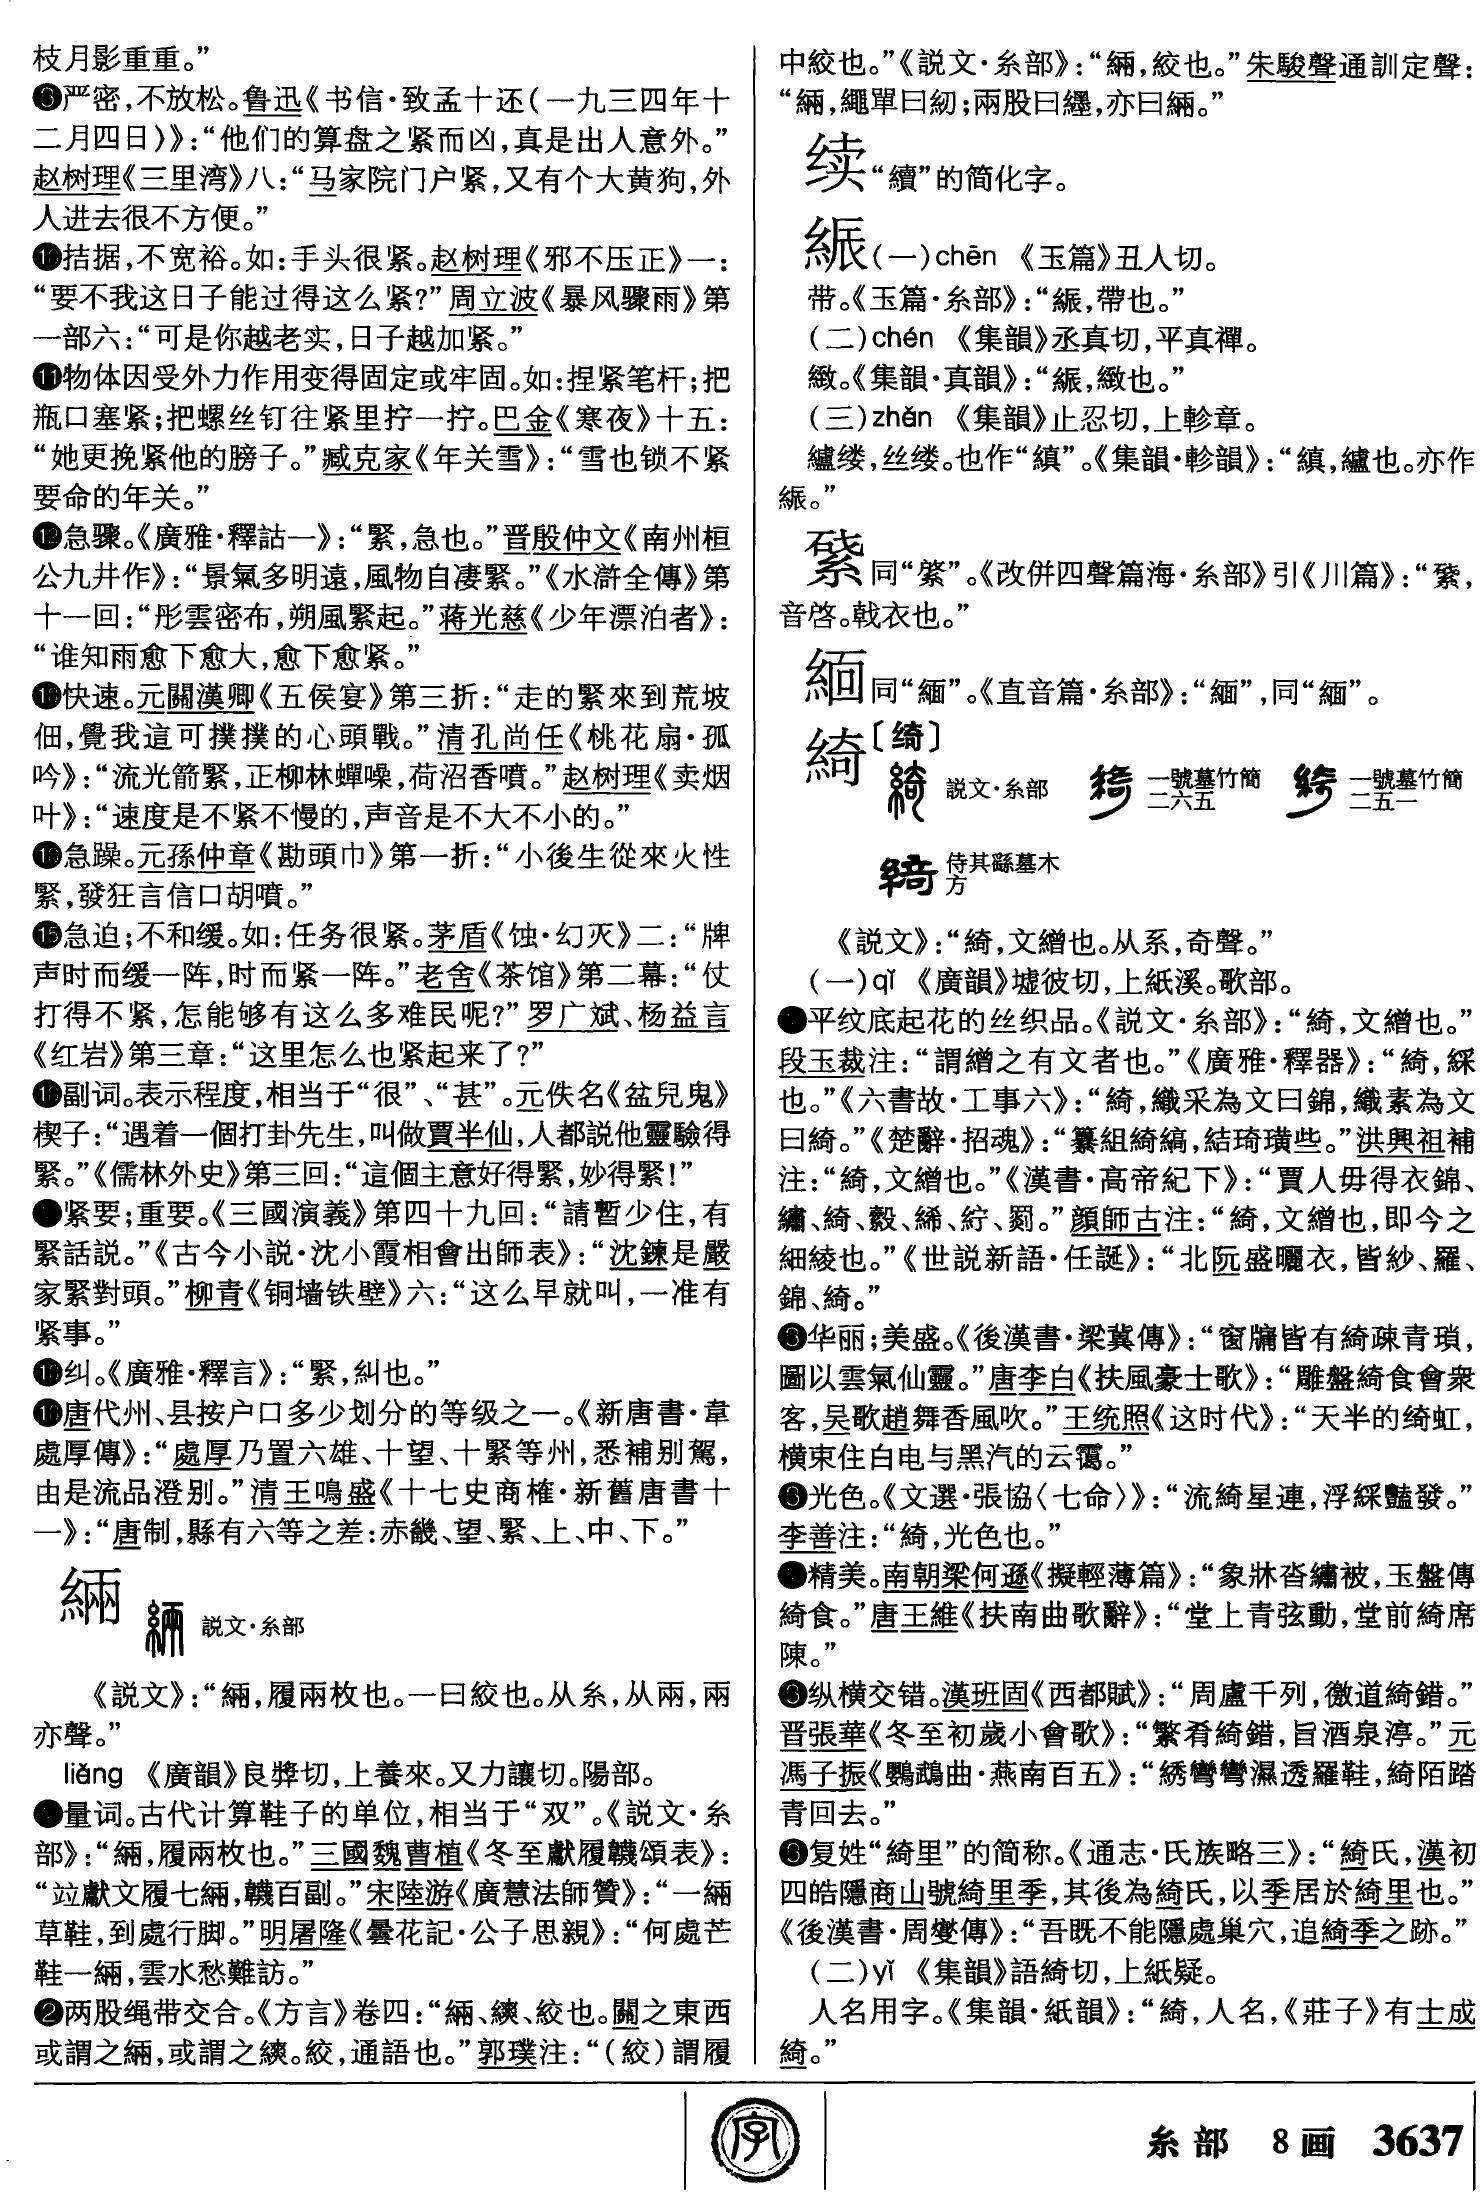 枝月影重重。”
❾严密,不放松。鲁迅《书信·致孟十还(一九三四年十
二月四日)》:“他们的算盘之紧而凶,真是出人意外。”
赵树理《三里湾》八:“马家院门户紧,又有个大黄狗,外
人进去很不方便。”
❿拮据,不宽裕。如:手头很紧。赵树理《邪不压正》一:
“要不我这日子能过得这么紧?”周立波《暴风骤雨》第
一部六:“可是你越老实,日子越加紧。”
⓫物体因受外力作用变得固定或牢固。如:捏紧笔杆;把
瓶口塞紧;把螺丝钉往紧里拧一拧。巴金《寒夜》十五:
“她更挽紧他的膀子。”臧克家《年关雪》:“雪也锁不紧
要命的年关。”
⓬急骤。《廣雅·釋詁一》:“緊,急也。”晋殷仲文《南州桓
公九井作》:“景氣多明遠,風物自凄緊。”《水滸全傳》第
十一回:“彤雲密布,朔風緊起。”蒋光慈《少年漂泊者》:
“谁知雨愈下愈大,愈下愈紧。”
⓭快速。元關漢卿《五侯宴》第三折:“走的緊來到荒坡
佃,覺我這可撲撲的心頭戰。”清孔尚任《桃花扇·孤
吟》:“流光箭緊,正柳林蟬噪,荷沼香噴。”赵树理《卖烟
叶》:“速度是不紧不慢的,声音是不大不小的。”
⓮急躁。元孫仲章《勘頭巾》第一折:“小後生從來火性
緊,發狂言信口胡噴。”
⓯急迫;不和缓。如:任务很紧。茅盾《蚀·幻灭》二:“牌
声时而缓一阵,时而紧一阵。”老舍《茶馆》第二幕:“仗
打得不紧,怎能够有这么多难民呢?”罗广斌、杨益言
《红岩》第三章:“这里怎么也紧起来了?”
⓰副词。表示程度,相当于“很”、“甚”。元佚名《盆兒鬼》
楔子:“遇着一個打卦先生,叫做賈半仙,人都説他靈驗得
緊。”《儒林外史》第三回:“這個主意好得緊,妙得緊!”
⓱紧要;重要。《三國演義》第四十九回:“請暫少住,有
緊話説。”《古今小説·沈小霞相會出師表》:“沈鍊是嚴
家緊對頭。”柳青《铜墙铁壁》六:“这么早就叫,一准有
紧事。”
⓲纠。《廣雅·釋言》:“緊,糾也。”
⓳唐代州、县按户口多少划分的等级之一。《新唐書·韋
處厚傳》:“處厚乃置六雄、十望、十緊等州,悉補别駕,
由是流品澄别。”清王鳴盛《十七史商榷·新舊唐書十
一》:“唐制,縣有六等之差:赤畿、望、緊、上、中、下。”
緉 説文·糸部
《説文》:“緉,履兩枚也。一曰絞也。从糸,从兩,兩
亦聲。”
liǎng 《廣韻》良獎切,上養來。又力讓切。陽部。
❶量词。古代计算鞋子的单位,相当于“双”。《説文·糸
部》:“緉,履兩枚也。”三國魏曹植《冬至獻履韈頌表》:
“竝獻文履七緉,韈百副。”宋陸游《廣慧法師贊》:“一緉
草鞋,到處行脚。”明屠隆《曇花記·公子思親》:“何處芒
鞋一緉,雲水愁難訪。”
❷两股绳带交合。《方言》卷四:“緉、緛、絞也。關之東西
或謂之緉,或謂之緛。絞,通語也。”郭璞注:“(絞)謂履
中絞也。”《説文·糸部》:“緉,絞也。”朱駿聲通訓定聲:
“緉,繩單曰紉;兩股曰纆,亦曰緉。”
续 “續”的简化字。
縀(一)chēn 《玉篇》丑人切。
带。《玉篇·糸部》:“䋖,帶也。”
(二)chén 《集韻》丞真切,平真禪。
緻。《集韻·真韻》:“䋖,緻也。”
(三)zhěn 《集韻》止忍切,上軫章。
纑缕,丝缕。也作“縝”。《集韻·軫韻》:“縝,纑也。亦作
䋖。”
同“綮”。《改併四聲篇海·糸部》引《川篇》:“
音啓。戟衣也。”
同“緬”。《直音篇·糸部》:“緬”,同“緬”。
綺〔绮〕
説文·糸部 一號墓竹簡二六五 一號墓竹簡二五一
侍其繇墓木方
《説文》:“綺,文繒也。从系,奇聲。”
(一)qǐ 《廣韻》墟彼切,上紙溪。歌部。
❶平纹底起花的丝织品。《説文·糸部》:“綺,文繒也。”
段玉裁注:“謂繒之有文者也。”《廣雅·釋器》:“綺,綵
也。”《六書故·工事六》:“綺,織采為文曰錦,織素為文
曰綺。”《楚辭·招魂》:“纂組綺縞,結琦璜些。”洪興祖補
注:“綺,文繒也。”《漢書·高帝紀下》:“賈人毋得衣錦、
繡、綺、縠、絺、紵、罽。”顔師古注:“綺,文繒也,即今之
細綾也。”《世説新語·任誕》:“北阮盛曬衣,皆紗、羅、
錦、綺。”
❷华丽;美盛。《後漢書·梁冀傳》:“窗牖皆有綺疎青瑣,
圖以雲氣仙靈。”唐李白《扶風豪士歌》:“雕盤綺食會衆
客,吴歌趙舞香風吹。”王统照《这时代》:“天半的绮虹,
横束住白电与黑汽的云霭。”
❸光色。《文選·張協〈七命〉》:“流綺星連,浮綵豔發。”
李善注:“綺,光色也。”
❹精美。南朝梁何遜《擬輕薄篇》:“象牀沓繡被,玉盤傳
綺食。”唐王維《扶南曲歌辭》:“堂上青弦動,堂前綺席
陳。”
❺纵横交错。漢班固《西都賦》:“周廬千列,徼道綺錯。”
晋張華《冬至初歲小會歌》:“繁肴綺錯,旨酒泉渟。”元
馮子振《鸚鵡曲·燕南百五》:“綉彎彎濕透羅鞋,綺陌踏
青回去。”
❻复姓“綺里”的简称。《通志·氏族略三》:“綺氏,漢初
四皓隱商山號綺里季,其後為綺氏,以季居於綺里也。”
《後漢書·周燮傳》:“吾既不能隱處巢穴,追綺季之跡。”
(二)yǐ 《集韻》語綺切,上紙疑。
人名用字。《集韻·紙韻》:“綺,人名,《莊子》有士成
綺。”
字
糸部 8画 3637